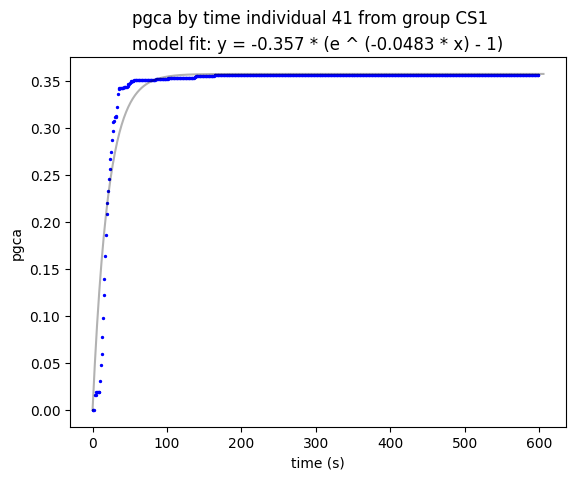 pgca by time individual 41 from group CS1
model fit: y = -0.357 * (e ^ (-0.0483 * x) - 1)
0.35
0.30
0.25
0.20
0.15
0.10
0.05
0.00
pgca
0 100 200 300 400 500 600
time (s)